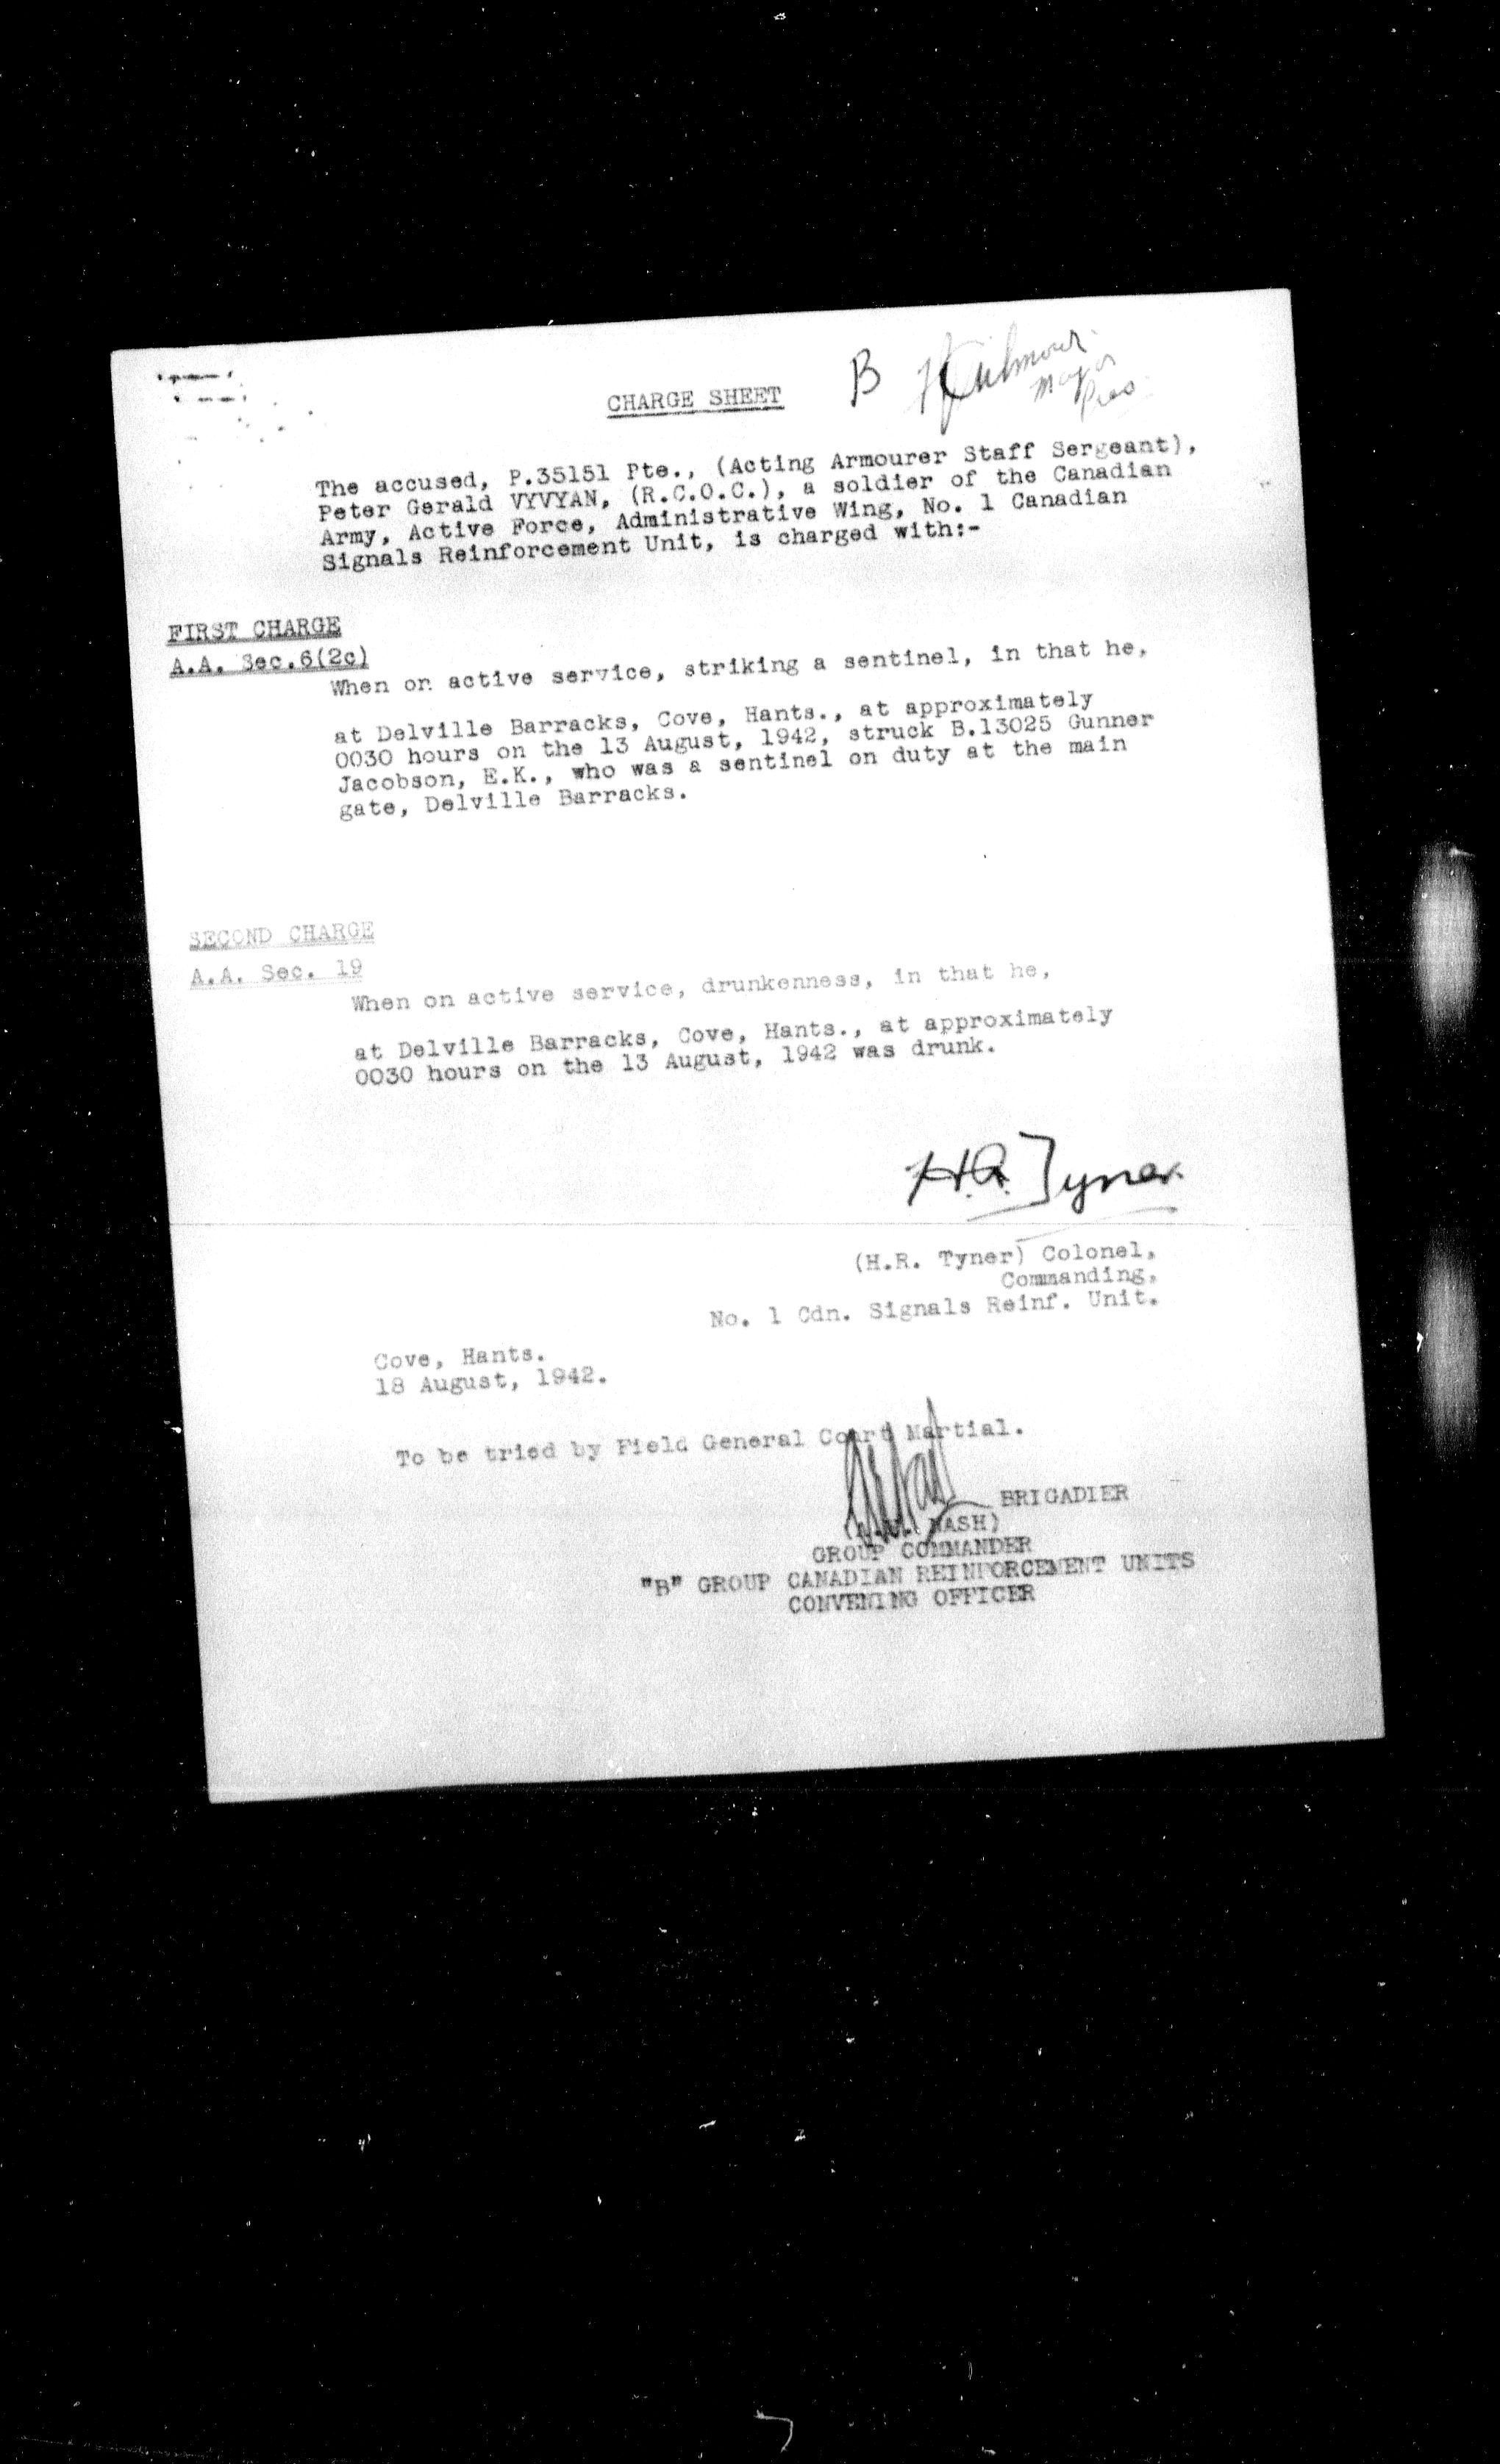 B
Major
Pres
CHARGE SHEET
The accused, P.35151 Pte., (Acting Armourer Staff Sergeant),
Peter Gerald VYVYAN, (R.C.O.C.), a soldier of the Canadian
Army, Active Force, Administrative Wing, No. 1 Canadian
Signals Reinforcement Unit, is charged with:-
FIRST CHARGE
A.A. Sec.6(2c)
When on active service, striking a sentinel, in that he,
at Delville Barracks, Cove, Hants., at approximately
0030 hours on the 13 August, 1942, struck B.13025 Gunner
Jacobson, E.K., who was a sentinel on duty at the main
gate, Delville Barracks.
SECOND CHARGE
A.A. Sec. 19
When on active service, drunkenness, in that he,
at Delville Barracks, Cove, Hants., at approximately
0030 hours on the 13 August, 1942 was drunk.
H.R. Tyner
(H.R. Tyner) Colonel,
Commanding,
No. 1 Cdn. Signals Reinf. Unit.
Cove, Hants.
18 August, 1942.
To be tried by Field General Court Martial.
BRIGADIER
NASH)
GROUP COMMANDER
"B" GROUP CANADIAN REINFORCEMENT UNITS
CONVENING OFFICER